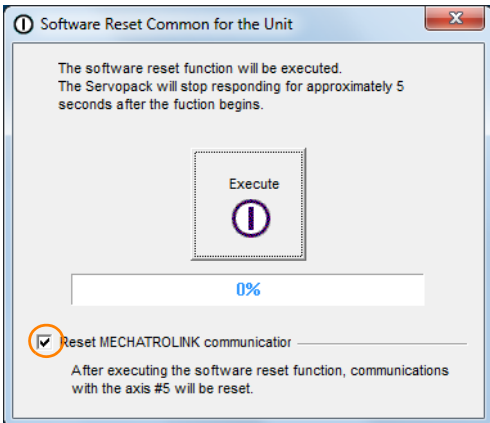 Software Reset Common for the Unit
The software reset function will be executed.
The Servopack will stop responding for approximately 5
seconds after the fuction begins.
Execute
0%
Reset MECHATROLINK communicatior
After executing the software reset function, communications
with the axis #5 will be reset.